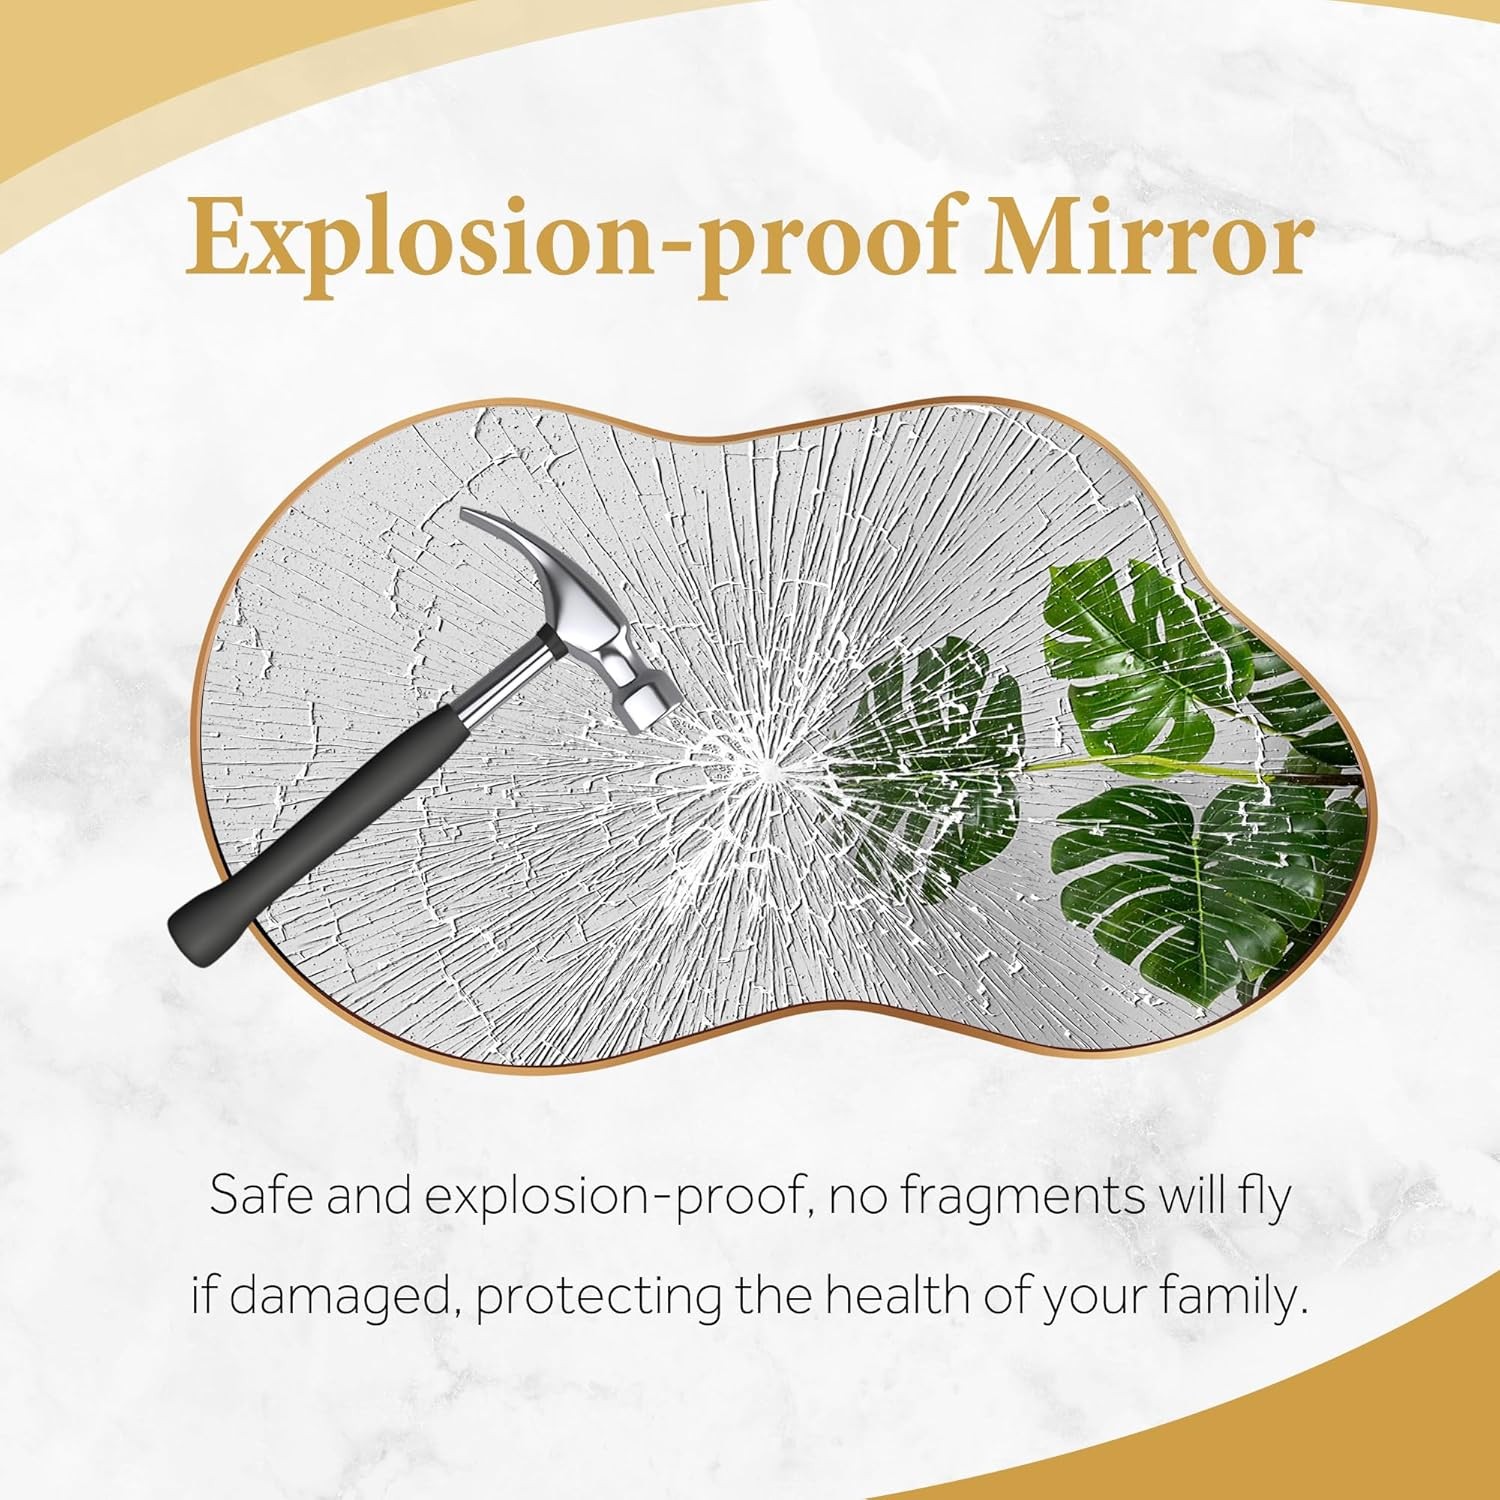 Explosion-proof Mirror
Safe and explosion-proof, no fragments will fly
if damaged, protecting the health of your family.